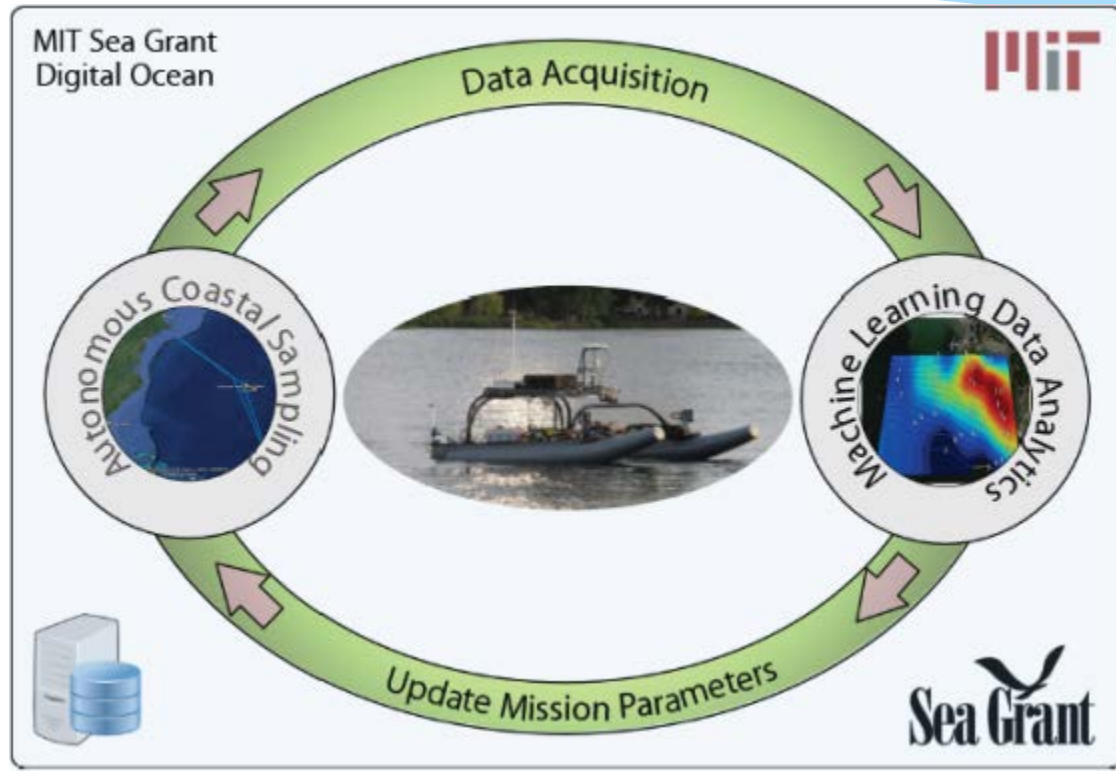 MIT Sea Grant
Digital Ocean
MIT
Data Acquisition
Autonomous Coastal Sampling
Machine Learning Data Analytics
Update Mission Parameters
Sea Grant